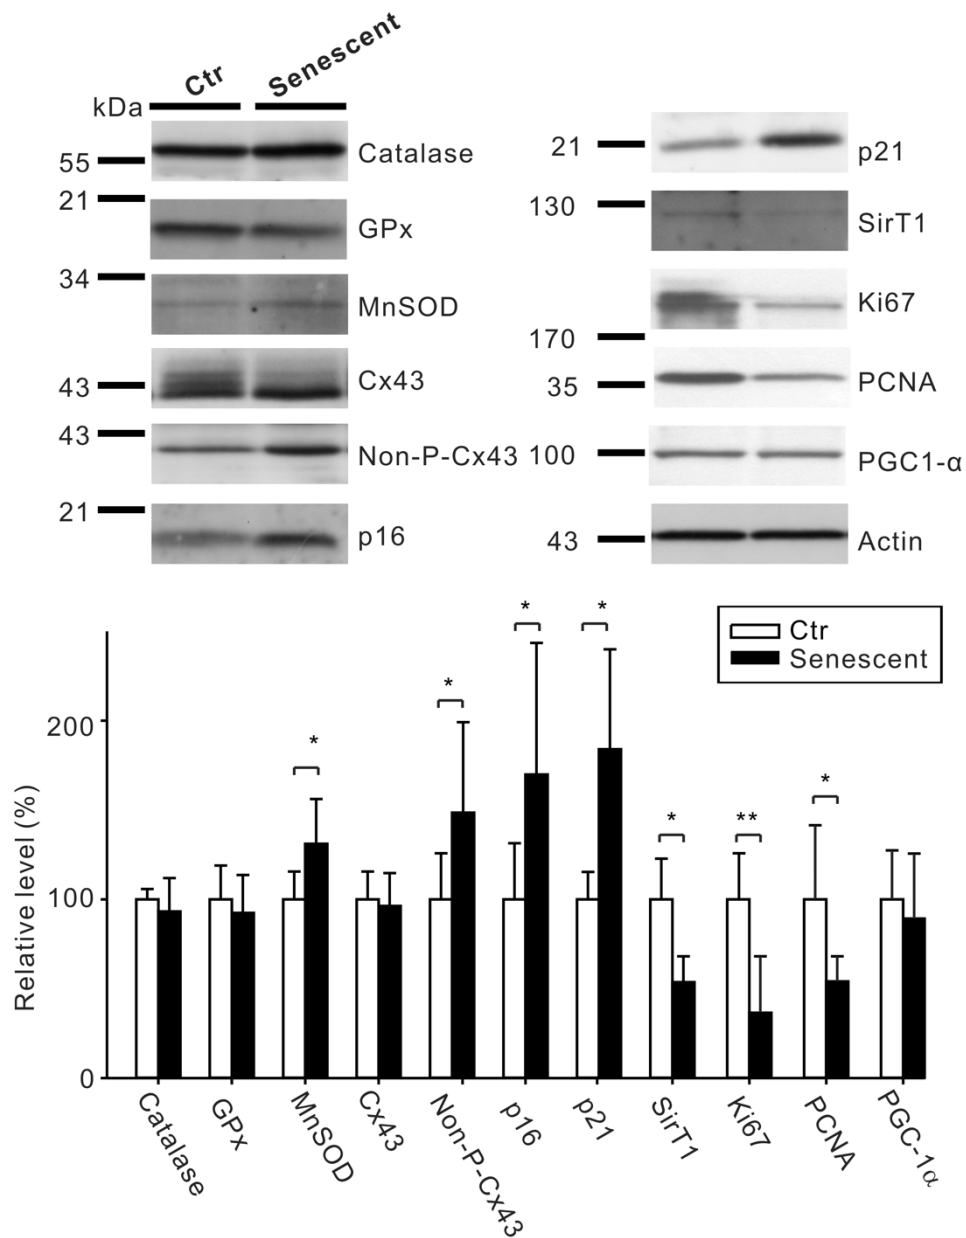 Ctr Senescent
kDa
55 Catalase
21
GPx
34
MnSOD
43 Cx43
43
Non-P-Cx43
21
p16
21 p21
130
SirT1
Ki67
170
35 PCNA
100 PGC1-α
43 Actin
Ctr
Senescent
Relative level (%)
200
100
0
*
*
*
*
*
**
*
Catalase
GPx
MnSOD
Cx43
Non-P-Cx43
p16
p21
SirT1
Ki67
PCNA
PGC-1α